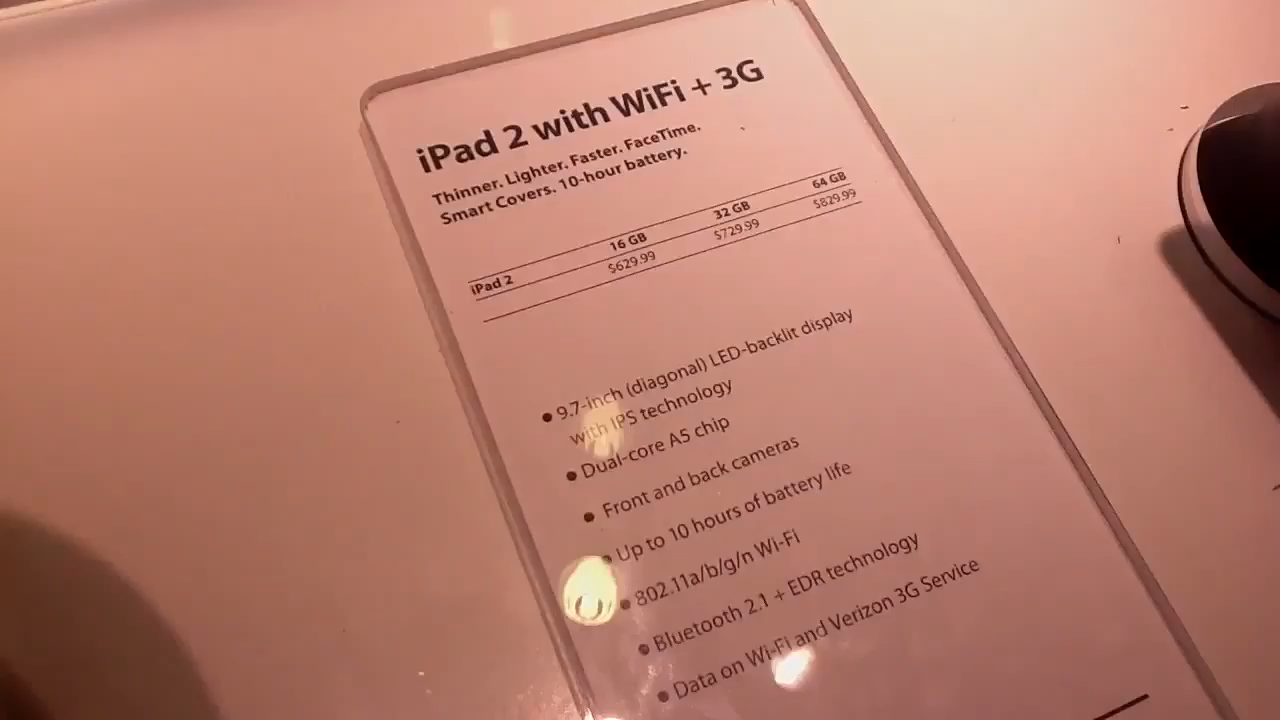 iPad 2 with WiFi + 3G
Thinner. Lighter. Faster. FaceTime.
Smart Covers. 10-hour battery.
16 GB 32 GB 64 GB
iPad 2 $629.99 $729.99 $829.99
• 9.7-inch (diagonal) LED-backlit display
with IPS technology
• Dual-core A5 chip
• Front and back cameras
• Up to 10 hours of battery life
• 802.11a/b/g/n Wi-Fi
• Bluetooth 2.1 + EDR technology
• Data on Wi-Fi and Verizon 3G Service